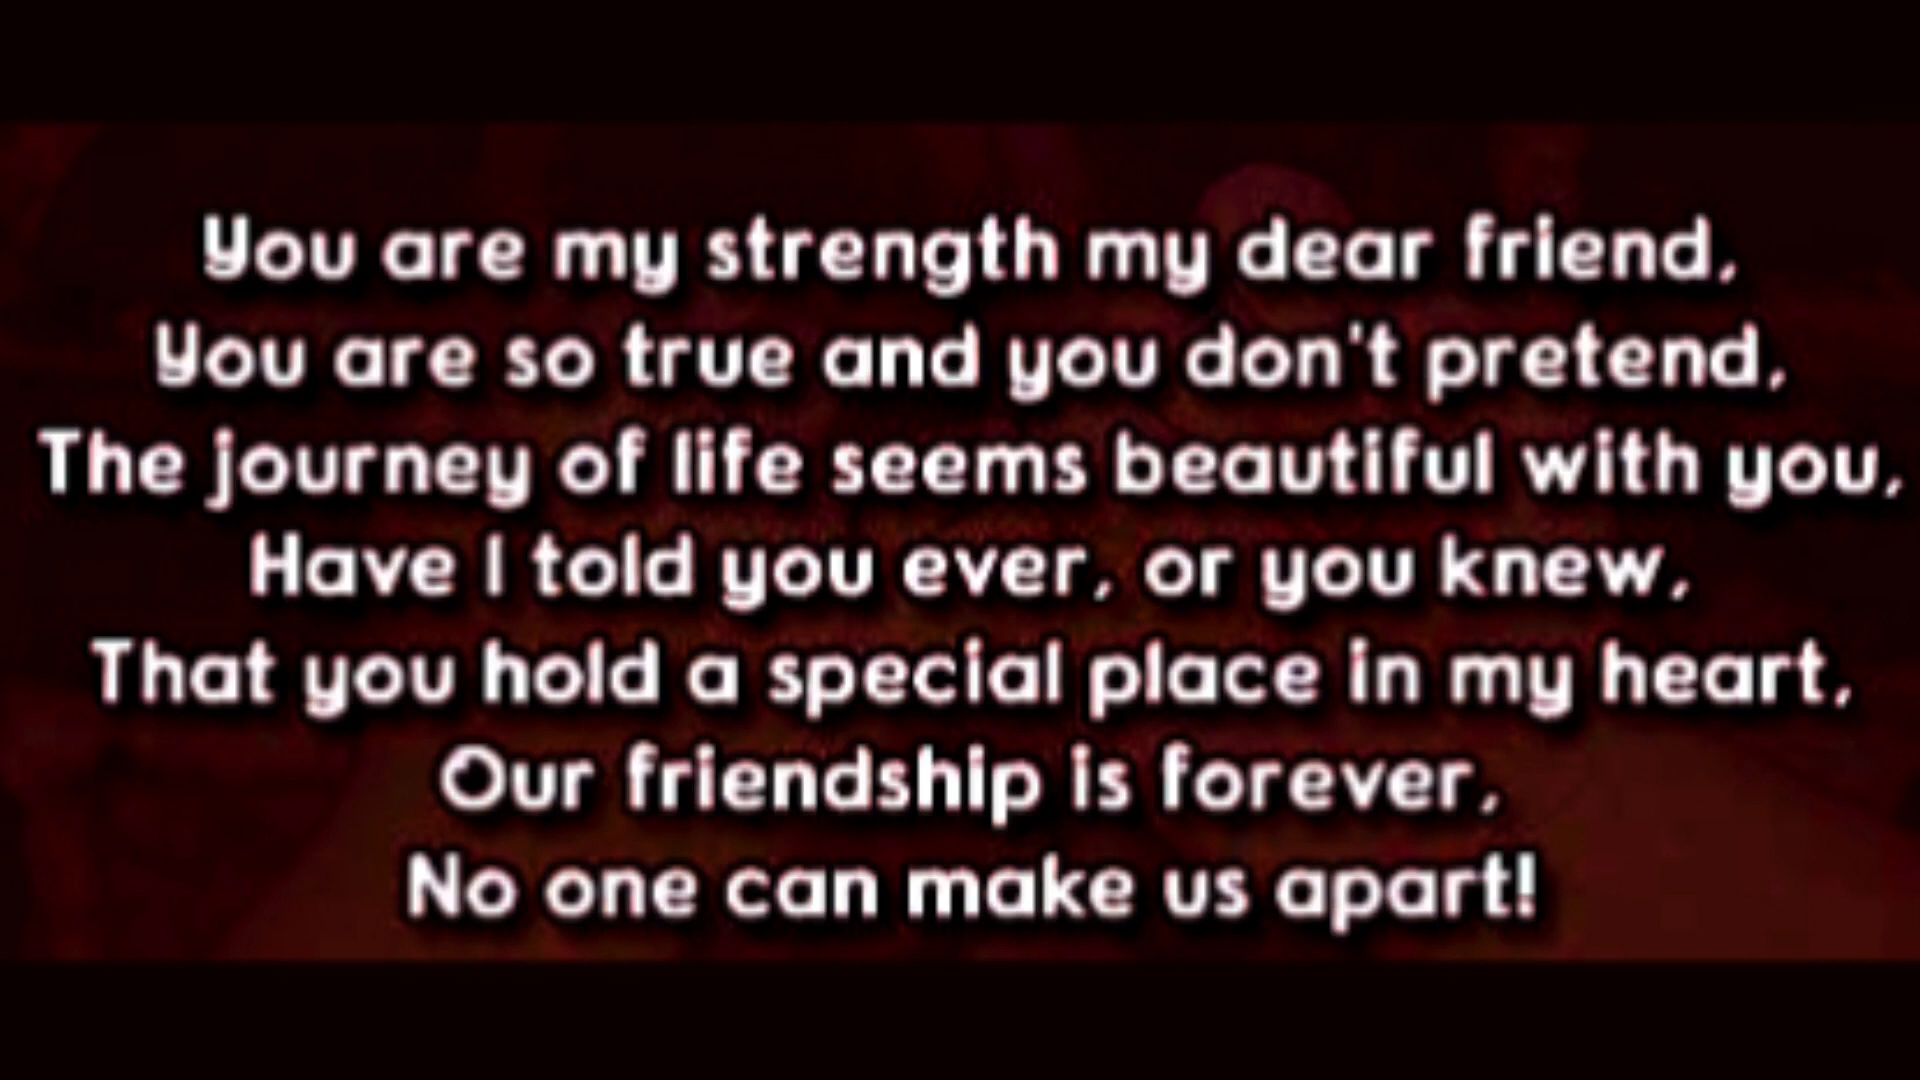 You are my strength my dear friend,
You are so true and you don't pretend,
The journey of life seems beautiful with you,
Have I told you ever, or you knew,
That you hold a special place in my heart,
Our friendship is forever,
No one can make us apart!